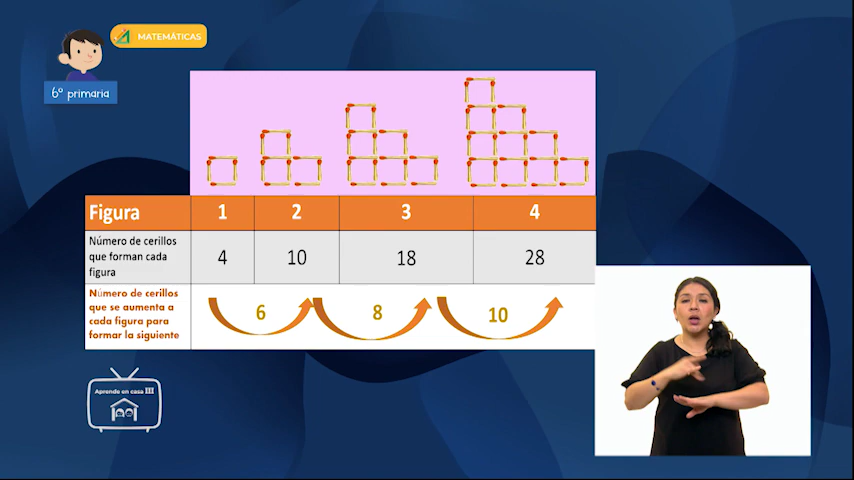 MATEMÁTICAS
6º primaria
Figura 1 2 3 4
Número de cerillos
que forman cada
figura
4 10 18 28
Número de cerillos
que se aumenta a
cada figura para
formar la siguiente
6 8 10
Aprende en casa III